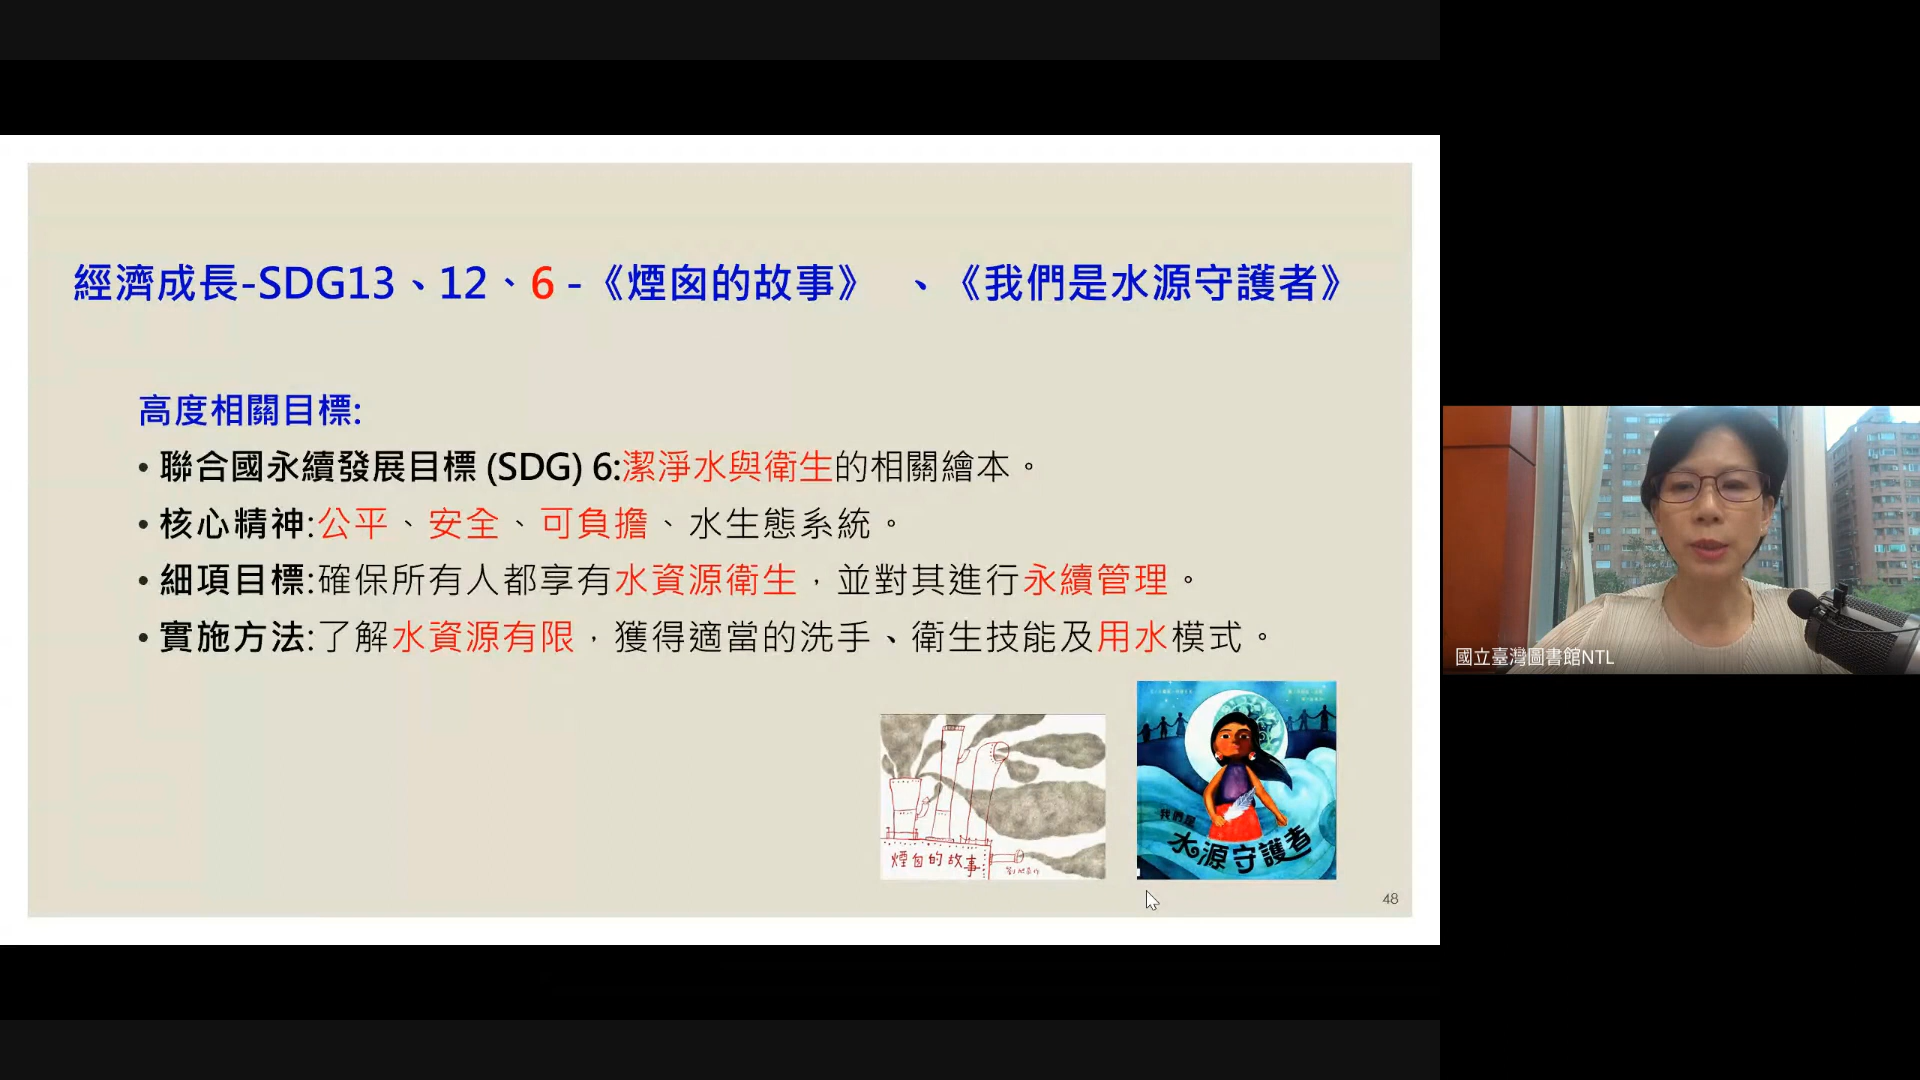 經濟成長-SDG13、12、6 -《煙囪的故事》 、《我們是水源守護者》
高度相關目標:
• 聯合國永續發展目標 (SDG) 6:潔淨水與衛生的相關繪本。
• 核心精神:公平、安全、可負擔、水生態系統。
• 細項目標:確保所有人都享有水資源衛生，並對其進行永續管理。
• 實施方法:了解水資源有限，獲得適當的洗手、衛生技能及用水模式。
國立臺灣圖書館NTL
煙囪的故事
我們是
水源守護者
48